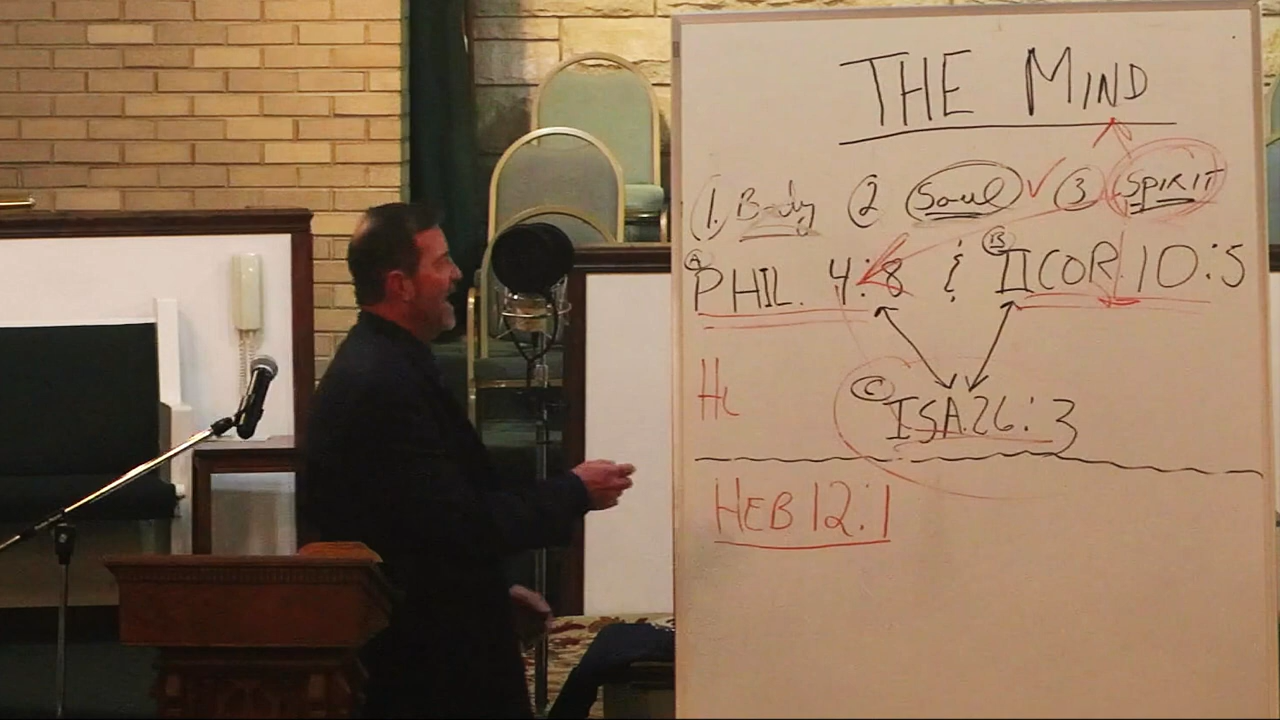 THE MIND
1. Body 2 Soul ✓ 3 SPIRIT
A PHIL. 4:8 & B II COR 10:5
He
C ISA.26:3
HEB 12:1